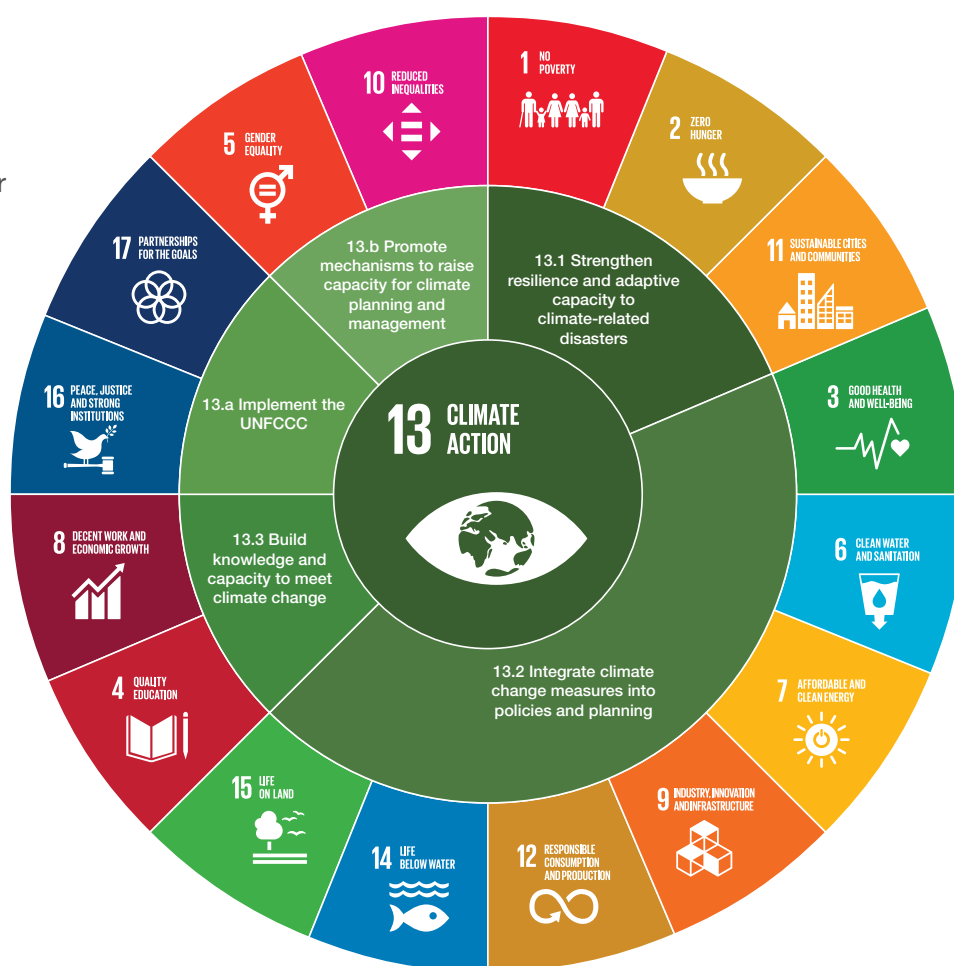 r
10 REDUCED
INEQUALITIES
1 NO
POVERTY
2 ZERO
HUNGER
11 SUSTAINABLE CITIES
AND COMMUNITIES
3 GOOD HEALTH
AND WELL-BEING
6 CLEAN WATER
AND SANITATION
7 AFFORDABLE AND
CLEAN ENERGY
9 INDUSTRY, INNOVATION
AND INFRASTRUCTURE
12 RESPONSIBLE
CONSUMPTION
AND PRODUCTION
14 LIFE
BELOW WATER
15 LIFE
ON LAND
4 QUALITY
EDUCATION
8 DECENT WORK AND
ECONOMIC GROWTH
16 PEACE, JUSTICE
AND STRONG
INSTITUTIONS
17 PARTNERSHIPS
FOR THE GOALS
5 GENDER
EQUALITY
13.b Promote
mechanisms to raise
capacity for climate
planning and
management
13.1 Strengthen
resilience and adaptive
capacity to
climate-related
disasters
13.a Implement the
UNFCCC
13 CLIMATE
ACTION
13.3 Build
knowledge and
capacity to meet
climate change
13.2 Integrate climate
change measures into
policies and planning